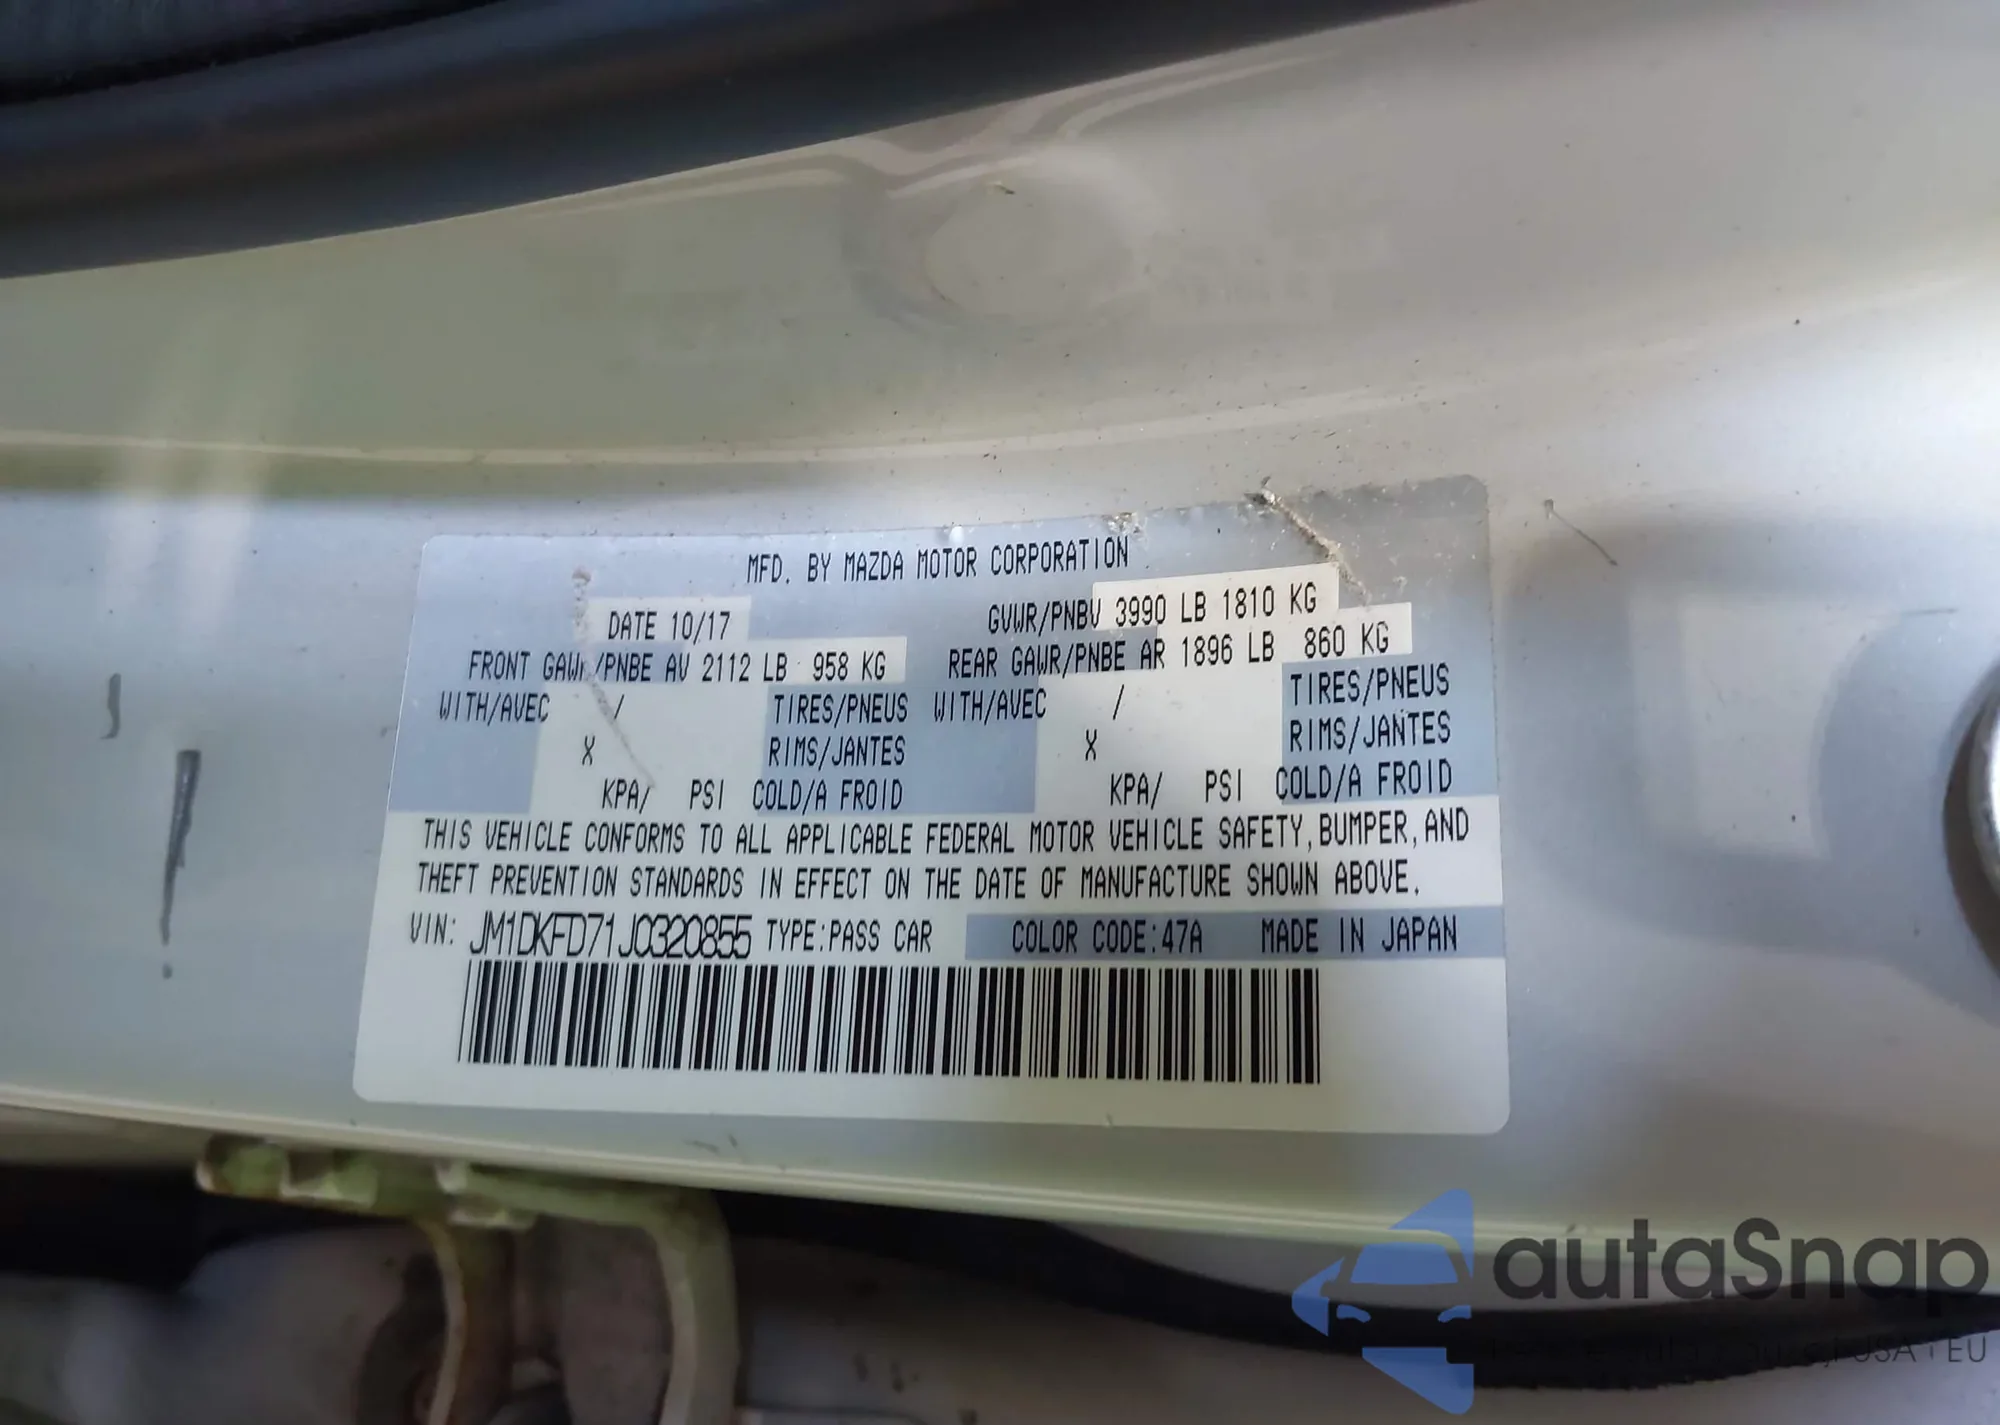 MFD. BY MAZDA MOTOR CORPORATION
DATE 10/17 GVWR/PNBV 3990 LB 1810 KG
FRONT GAWR/PNBE AV 2112 LB 958 KG REAR GAWR/PNBE AR 1896 LB 860 KG
WITH/AVEC / TIRES/PNEUS WITH/AVEC / TIRES/PNEUS
X RIMS/JANTES X RIMS/JANTES
KPA/ PSI COLD/A FROID KPA/ PSI COLD/A FROID
THIS VEHICLE CONFORMS TO ALL APPLICABLE FEDERAL MOTOR VEHICLE SAFETY, BUMPER, AND
THEFT PREVENTION STANDARDS IN EFFECT ON THE DATE OF MANUFACTURE SHOWN ABOVE.
VIN: JM1DKFD71J0320855 TYPE:PASS CAR COLOR CODE:47A MADE IN JAPAN
autaSnap
USA EU